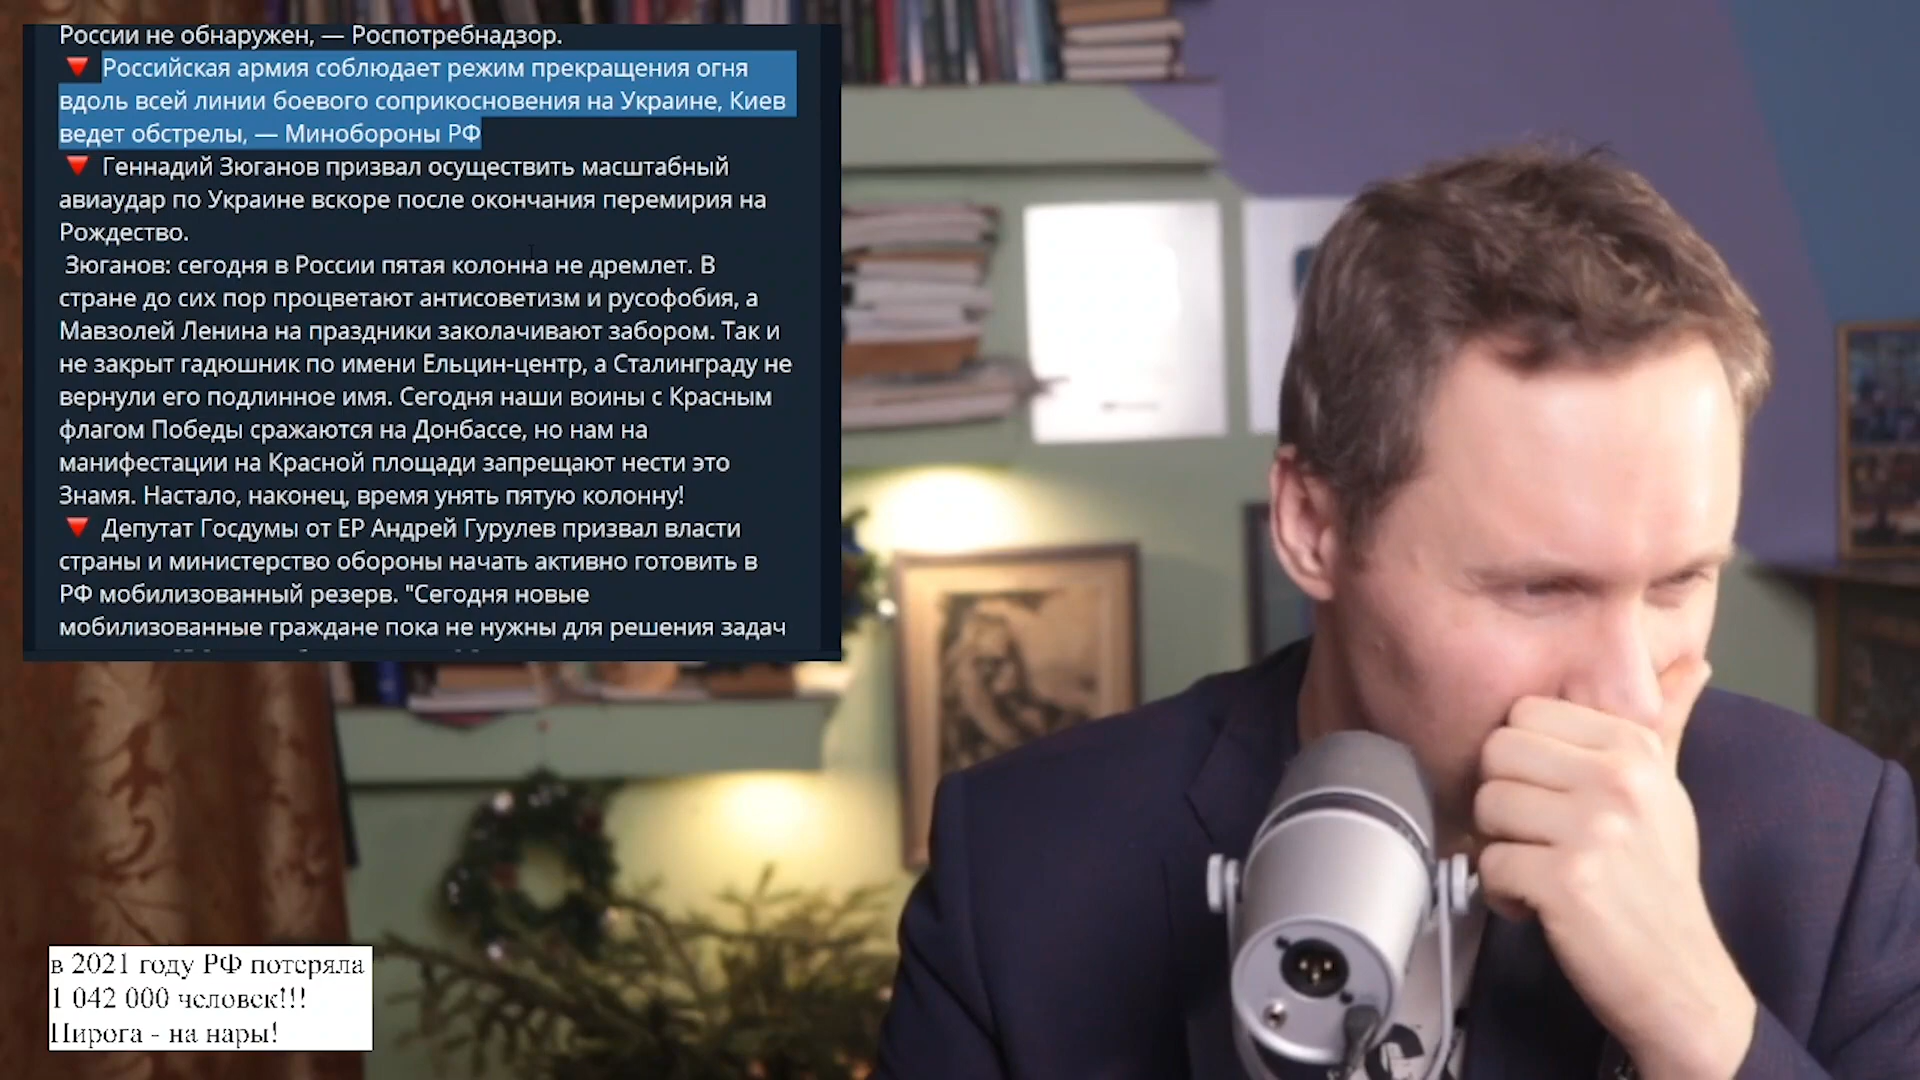 России не обнаружен, — Роспотребнадзор.
Российская армия соблюдает режим прекращения огня
вдоль всей линии боевого соприкосновения на Украине, Киев
ведет обстрелы, — Минобороны РФ
Геннадий Зюганов призвал осуществить масштабный
авиаудар по Украине вскоре после окончания перемирия на
Рождество.
Зюганов: сегодня в России пятая колонна не дремлет. В
стране до сих пор процветают антисоветизм и русофобия, а
Мавзолей Ленина на праздники заколачивают забором. Так и
не закрыт гадюшник по имени Ельцин-центр, а Сталинграду не
вернули его подлинное имя. Сегодня наши воины с Красным
флагом Победы сражаются на Донбассе, но нам на
манифестации на Красной площади запрещают нести это
Знамя. Настало, наконец, время унять пятую колонну!
Депутат Госдумы от ЕР Андрей Гурулев призвал власти
страны и министерство обороны начать активно готовить в
РФ мобилизованный резерв. "Сегодня новые
мобилизованные граждане пока не нужны для решения задач
в 2021 году РФ потеряла
1 042 000 человек!!!
Пирога - на нары!